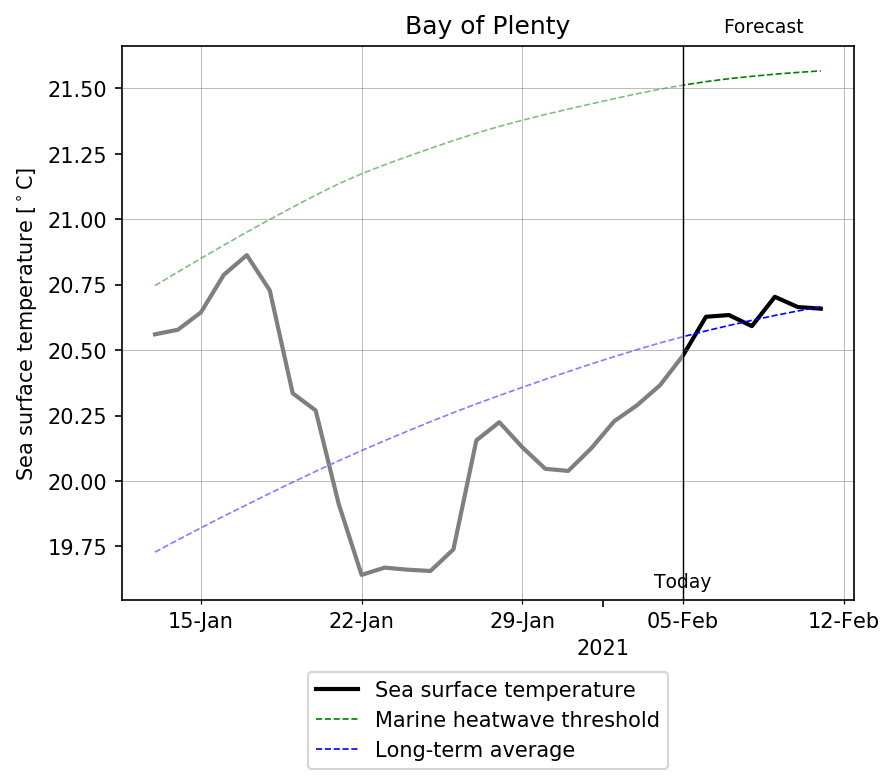 Bay of Plenty
Forecast
Sea surface temperature [°C]
21.50
21.25
21.00
20.75
20.50
20.25
20.00
19.75
Today
15-Jan
22-Jan
29-Jan
05-Feb
12-Feb
2021
Sea surface temperature
Marine heatwave threshold
Long-term average